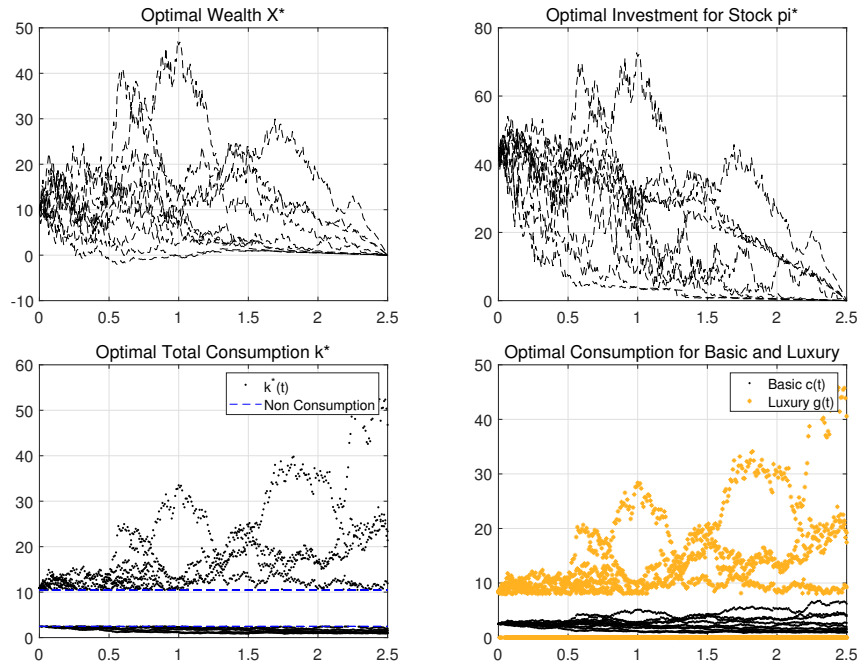 Optimal Wealth X*
50
40
30
20
10
0
-10
0 0.5 1 1.5 2 2.5
Optimal Investment for Stock pi*
80
60
40
20
0
0 0.5 1 1.5 2 2.5
Optimal Total Consumption k*
60
50
40
30
20
10
0
0 0.5 1 1.5 2 2.5
k*(t)
Non Consumption
Optimal Consumption for Basic and Luxury
50
40
30
20
10
0
0 0.5 1 1.5 2 2.5
Basic c(t)
Luxury g(t)